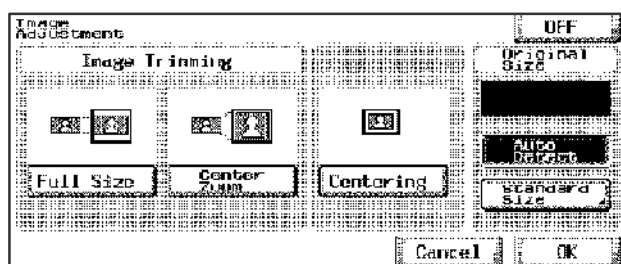 Image
Adjustment
OFF
Image Trimming
Original
Size
Auto
Detect
Full Size
Center
Zoom
Centering
Standard
Size
Cancel
OK